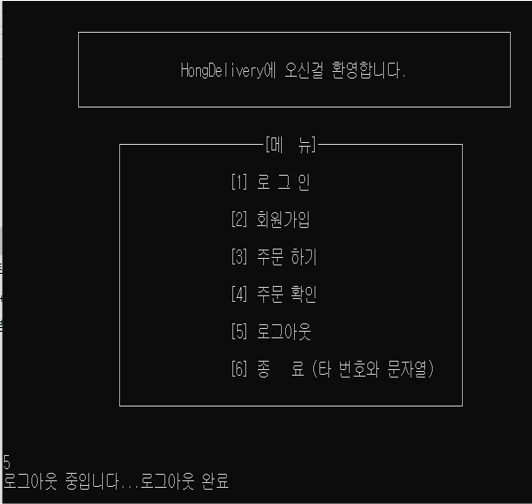 HongDelivery에 오신걸 환영합니다.
[메 뉴]
[1] 로 그 인
[2] 회원가입
[3] 주문 하기
[4] 주문 확인
[5] 로그아웃
[6] 종 료 (타 번호와 문자열)
5
로그아웃 중입니다...로그아웃 완료